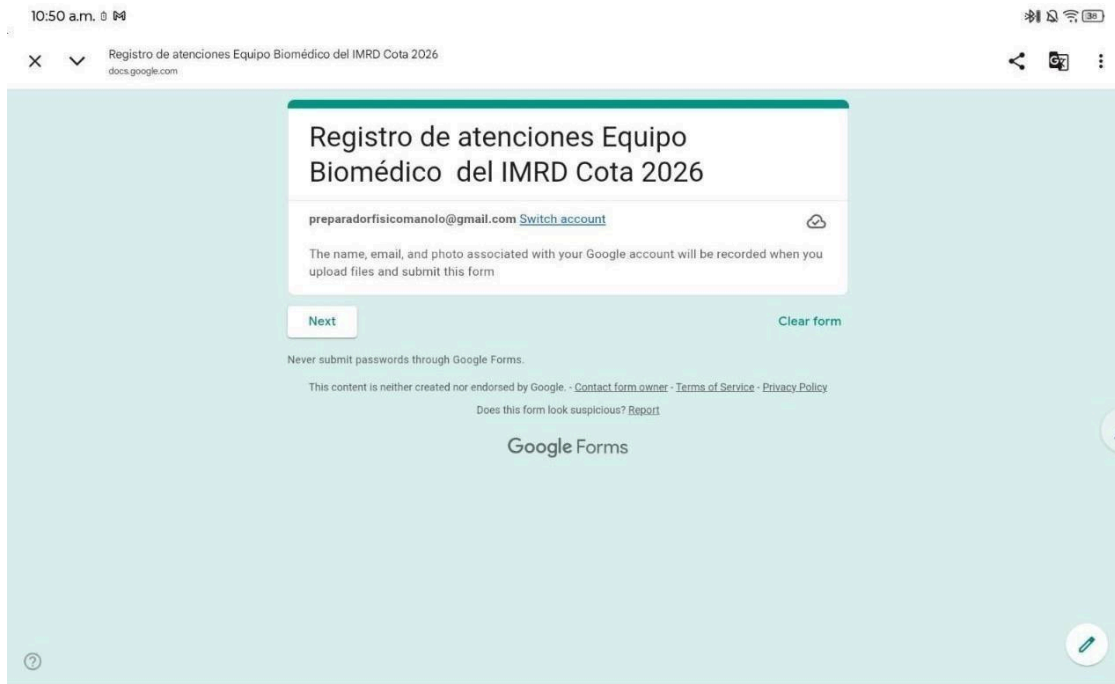 10:50 a.m.
38
Registro de atenciones Equipo Biomédico del IMRD Cota 2026
docs.google.com
Registro de atenciones Equipo
Biomédico del IMRD Cota 2026
preparadorfisicomanolo@gmail.com Switch account
The name, email, and photo associated with your Google account will be recorded when you
upload files and submit this form
Next
Clear form
Never submit passwords through Google Forms.
This content is neither created nor endorsed by Google. - Contact form owner - Terms of Service - Privacy Policy
Does this form look suspicious? Report
Google Forms